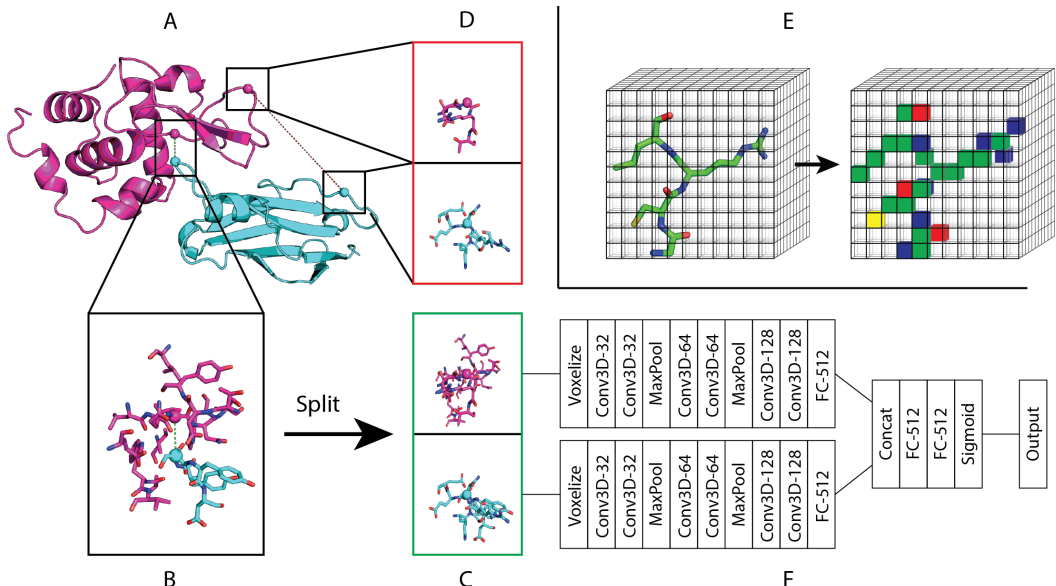 A
D
E
Split
Voxelize
Conv3D-32
Conv3D-32
MaxPool
Conv3D-64
Conv3D-64
MaxPool
Conv3D-128
Conv3D-128
FC-512
Voxelize
Conv3D-32
Conv3D-32
MaxPool
Conv3D-64
Conv3D-64
MaxPool
Conv3D-128
Conv3D-128
FC-512
Concat
FC-512
FC-512
Sigmoid
Output
B
C
F